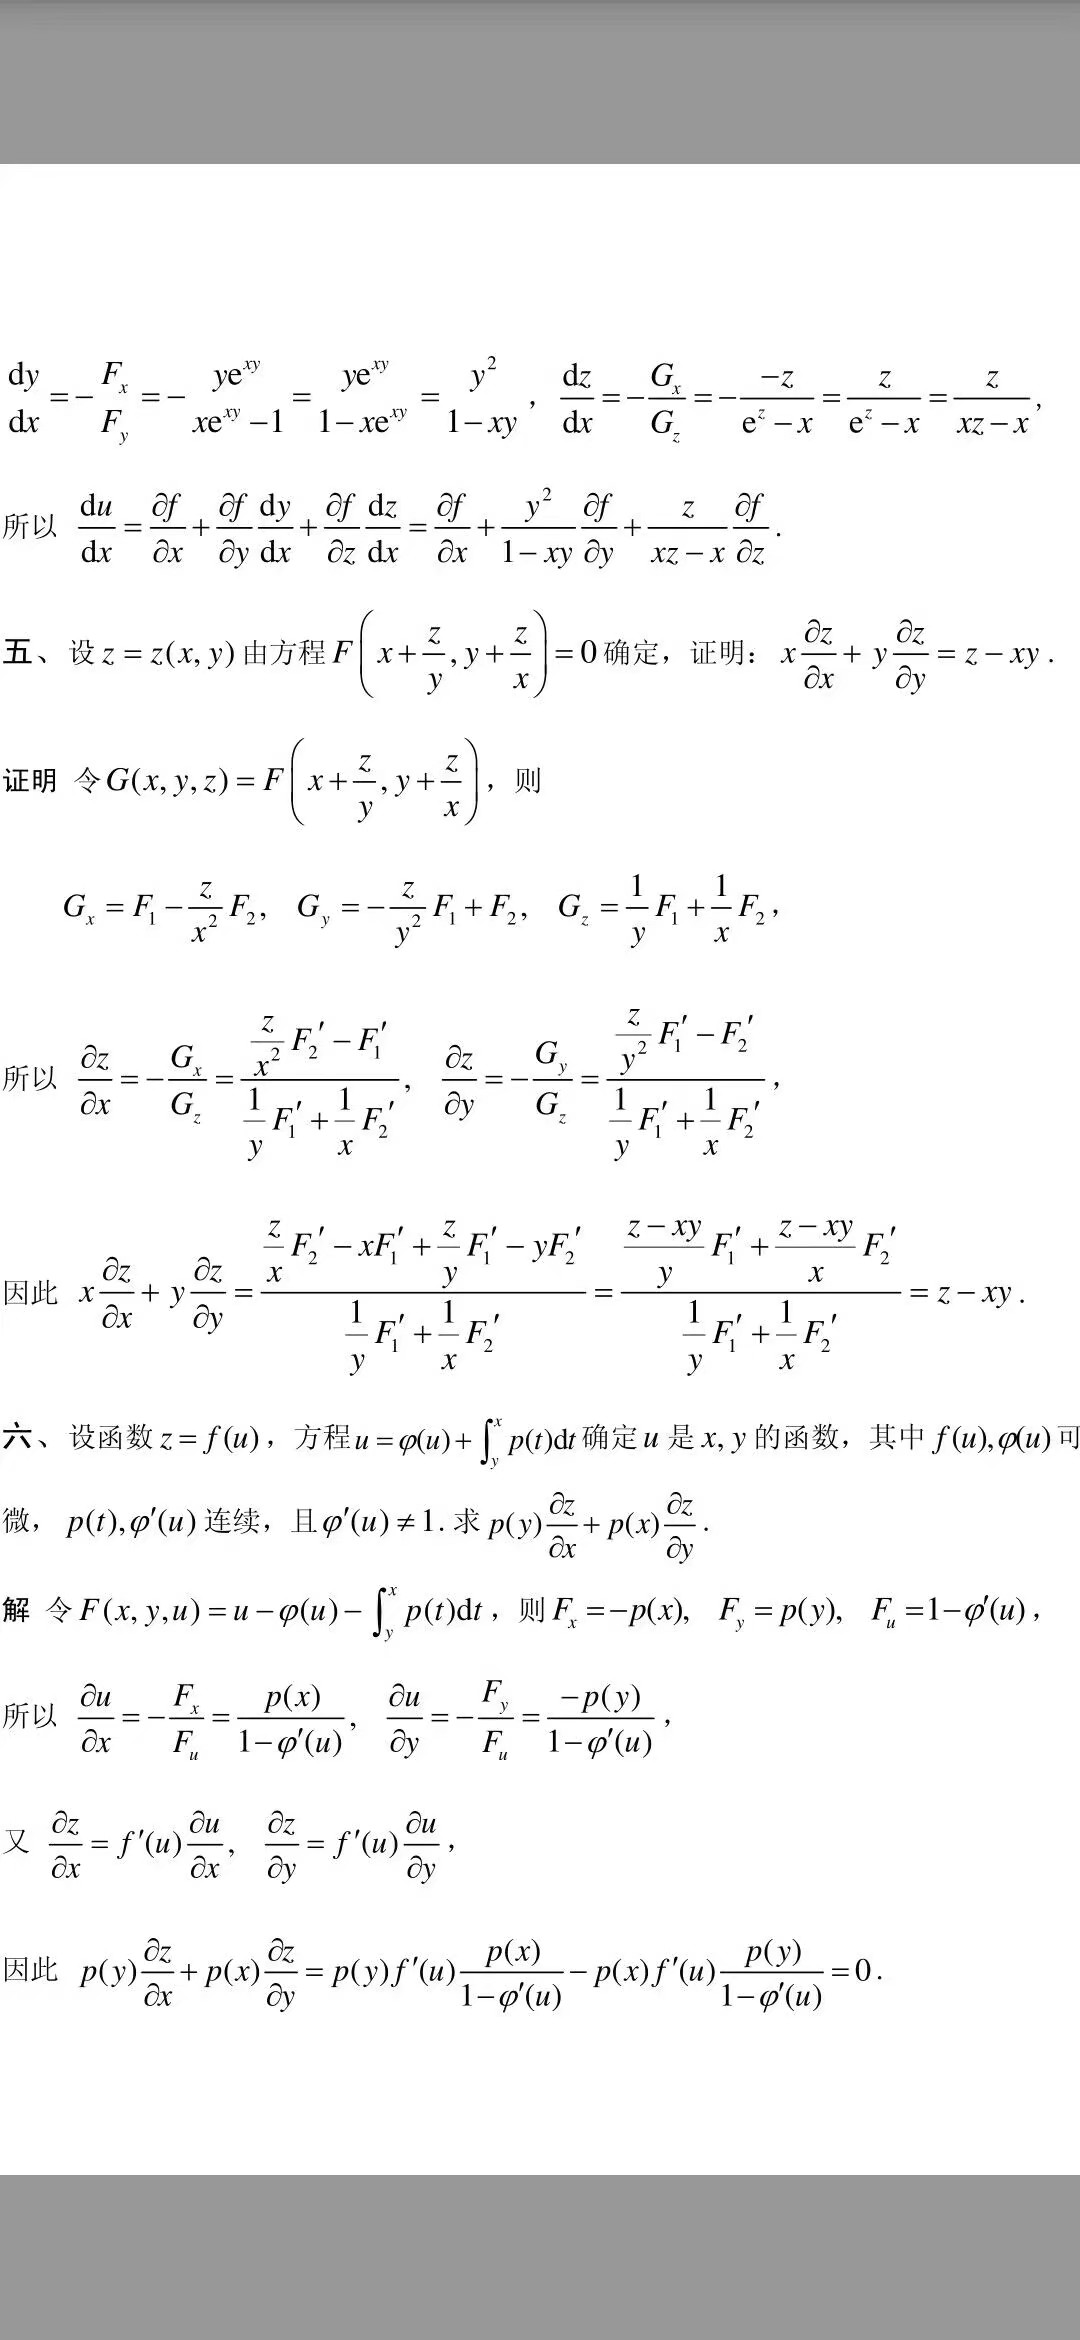 $\frac{dy}{dx}=-\frac{F_x}{F_y}=-\frac{ye^{xy}}{xe^{xy}-1}=\frac{ye^{xy}}{1-xe^{xy}}=\frac{y^2}{1-xy}$，$\frac{dz}{dx}=-\frac{G_x}{G_z}=-\frac{-z}{e^z-x}=\frac{z}{e^z-x}=\frac{z}{xz-x}$,
所以 $\frac{du}{dx}=\frac{\partial f}{\partial x}+\frac{\partial f}{\partial y}\frac{dy}{dx}+\frac{\partial f}{\partial z}\frac{dz}{dx}=\frac{\partial f}{\partial x}+\frac{y^2}{1-xy}\frac{\partial f}{\partial y}+\frac{z}{xz-x}\frac{\partial f}{\partial z}$.
五、设 $z=z(x,y)$ 由方程 $F\left(x+\frac{z}{y},y+\frac{z}{x}\right)=0$ 确定，证明：$x\frac{\partial z}{\partial x}+y\frac{\partial z}{\partial y}=z-xy$.
证明 令 $G(x,y,z)=F\left(x+\frac{z}{y},y+\frac{z}{x}\right)$，则
$G_x=F_1-\frac{z}{x^2}F_2,\quad G_y=-\frac{z}{y^2}F_1+F_2,\quad G_z=\frac{1}{y}F_1+\frac{1}{x}F_2$，
所以 $\frac{\partial z}{\partial x}=-\frac{G_x}{G_z}=\frac{\frac{z}{x^2}F_2'-F_1'}{\frac{1}{y}F_1'+\frac{1}{x}F_2'},\quad \frac{\partial z}{\partial y}=-\frac{G_y}{G_z}=\frac{\frac{z}{y^2}F_1'-F_2'}{\frac{1}{y}F_1'+\frac{1}{x}F_2'}$，
因此 $x\frac{\partial z}{\partial x}+y\frac{\partial z}{\partial y}=\frac{\frac{z}{x}F_2'-xF_1'+\frac{z}{y}F_1'-yF_2'}{\frac{1}{y}F_1'+\frac{1}{x}F_2'}=\frac{\frac{z-xy}{y}F_1'+\frac{z-xy}{x}F_2'}{\frac{1}{y}F_1'+\frac{1}{x}F_2'}=z-xy$.
六、设函数 $z=f(u)$，方程 $u=\varphi(u)+\int_y^x p(t)dt$ 确定 $u$ 是 $x,y$ 的函数，其中 $f(u),\varphi(u)$ 可
微，$p(t),\varphi'(u)$ 连续，且 $\varphi'(u)\neq 1$. 求 $p(y)\frac{\partial z}{\partial x}+p(x)\frac{\partial z}{\partial y}$.
解 令 $F(x,y,u)=u-\varphi(u)-\int_y^x p(t)dt$，则 $F_x=-p(x),\quad F_y=p(y),\quad F_u=1-\varphi'(u)$，
所以 $\frac{\partial u}{\partial x}=-\frac{F_x}{F_u}=\frac{p(x)}{1-\varphi'(u)},\quad \frac{\partial u}{\partial y}=-\frac{F_y}{F_u}=\frac{-p(y)}{1-\varphi'(u)}$，
又 $\frac{\partial z}{\partial x}=f'(u)\frac{\partial u}{\partial x},\quad \frac{\partial z}{\partial y}=f'(u)\frac{\partial u}{\partial y}$，
因此 $p(y)\frac{\partial z}{\partial x}+p(x)\frac{\partial z}{\partial y}=p(y)f'(u)\frac{p(x)}{1-\varphi'(u)}-p(x)f'(u)\frac{p(y)}{1-\varphi'(u)}=0$.